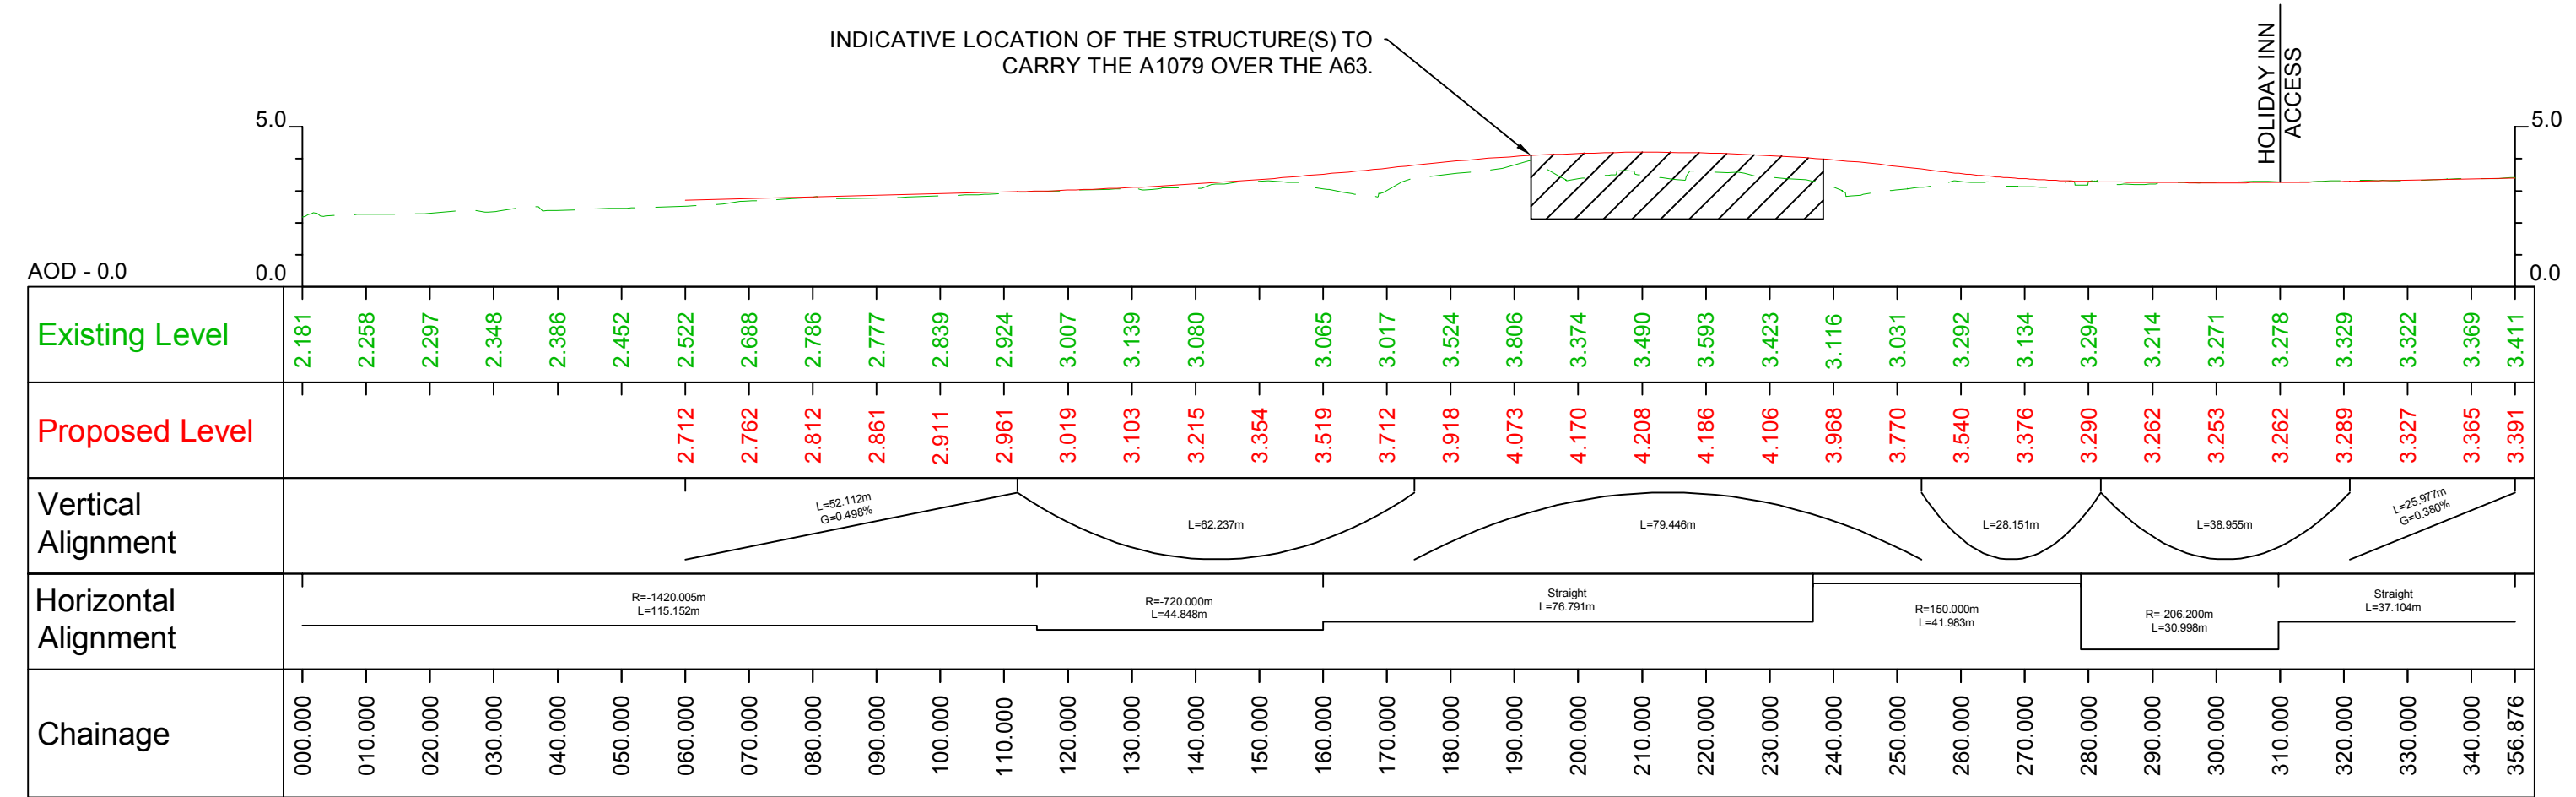 INDICATIVE LOCATION OF THE STRUCTURE(S) TO
CARRY THE A1079 OVER THE A63.
HOLIDAY INN
ACCESS
5.0
5.0
AOD - 0.0
0.0
0.0
Existing Level
2.181 2.258 2.297 2.348 2.386 2.452 2.522 2.688 2.786 2.777 2.839 2.924 3.007 3.139 3.080 3.065 3.017 3.524 3.806 3.374 3.490 3.593 3.423 3.116 3.031 3.292 3.134 3.294 3.214 3.271 3.278 3.329 3.322 3.369 3.411
Proposed Level
2.712 2.762 2.812 2.861 2.911 2.961 3.019 3.103 3.215 3.354 3.519 3.712 3.918 4.073 4.170 4.208 4.186 4.106 3.968 3.770 3.540 3.376 3.290 3.262 3.253 3.262 3.289 3.327 3.365 3.391
Vertical
Alignment
L=52.112m
G=0.498%
L=62.237m
L=79.446m
L=28.151m
L=38.955m
L=25.977m
G=0.380%
Horizontal
Alignment
R=-1420.005m
L=115.152m
R=-720.000m
L=44.848m
Straight
L=76.791m
R=150.000m
L=41.983m
R=-206.200m
L=30.998m
Straight
L=37.104m
Chainage
000.000 010.000 020.000 030.000 040.000 050.000 060.000 070.000 080.000 090.000 100.000 110.000 120.000 130.000 140.000 150.000 160.000 170.000 180.000 190.000 200.000 210.000 220.000 230.000 240.000 250.000 260.000 270.000 280.000 290.000 300.000 310.000 320.000 330.000 340.000 356.876